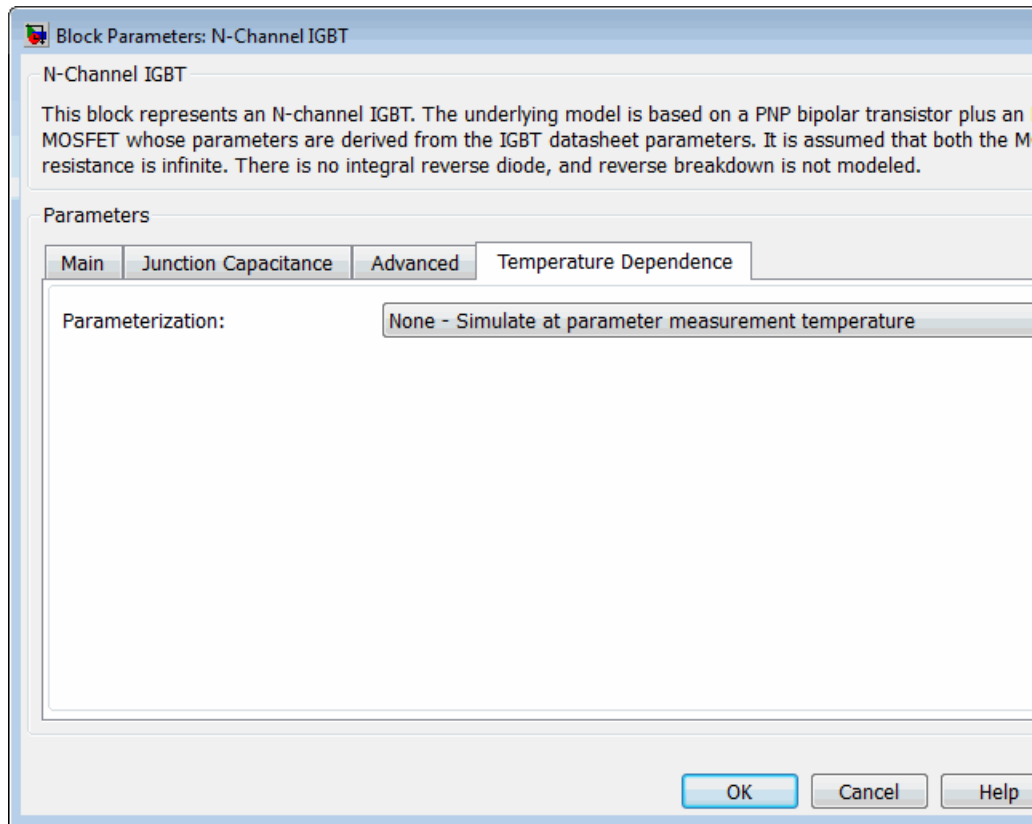 Block Parameters: N-Channel IGBT
N-Channel IGBT
This block represents an N-channel IGBT. The underlying model is based on a PNP bipolar transistor plus an
MOSFET whose parameters are derived from the IGBT datasheet parameters. It is assumed that both the
resistance is infinite. There is no integral reverse diode, and reverse breakdown is not modeled.
Parameters
Main Junction Capacitance Advanced Temperature Dependence
Parameterization: None - Simulate at parameter measurement temperature
OK Cancel Help